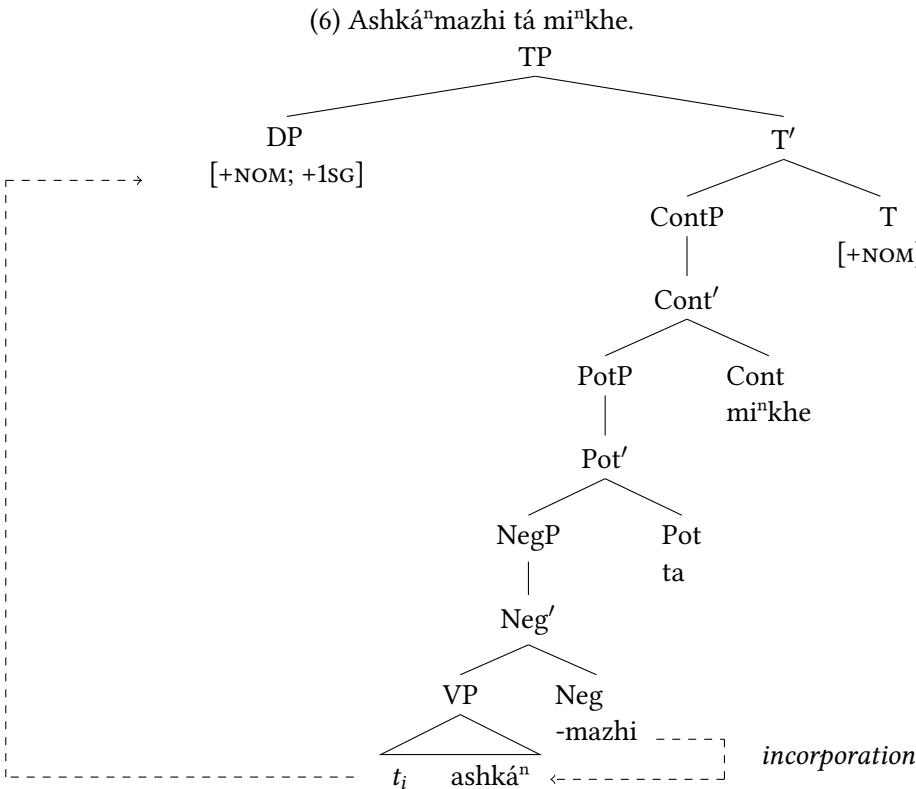 (6) Ashkáⁿmazhi tá miⁿkhe.
TP
DP T′
[+NOM; +1SG]
ContP T
[+NOM]
Cont′
PotP Cont
miⁿkhe
Pot′
NegP Pot
ta
Neg′
VP Neg
-mazhi
incorporation
tᵢ ashkáⁿ